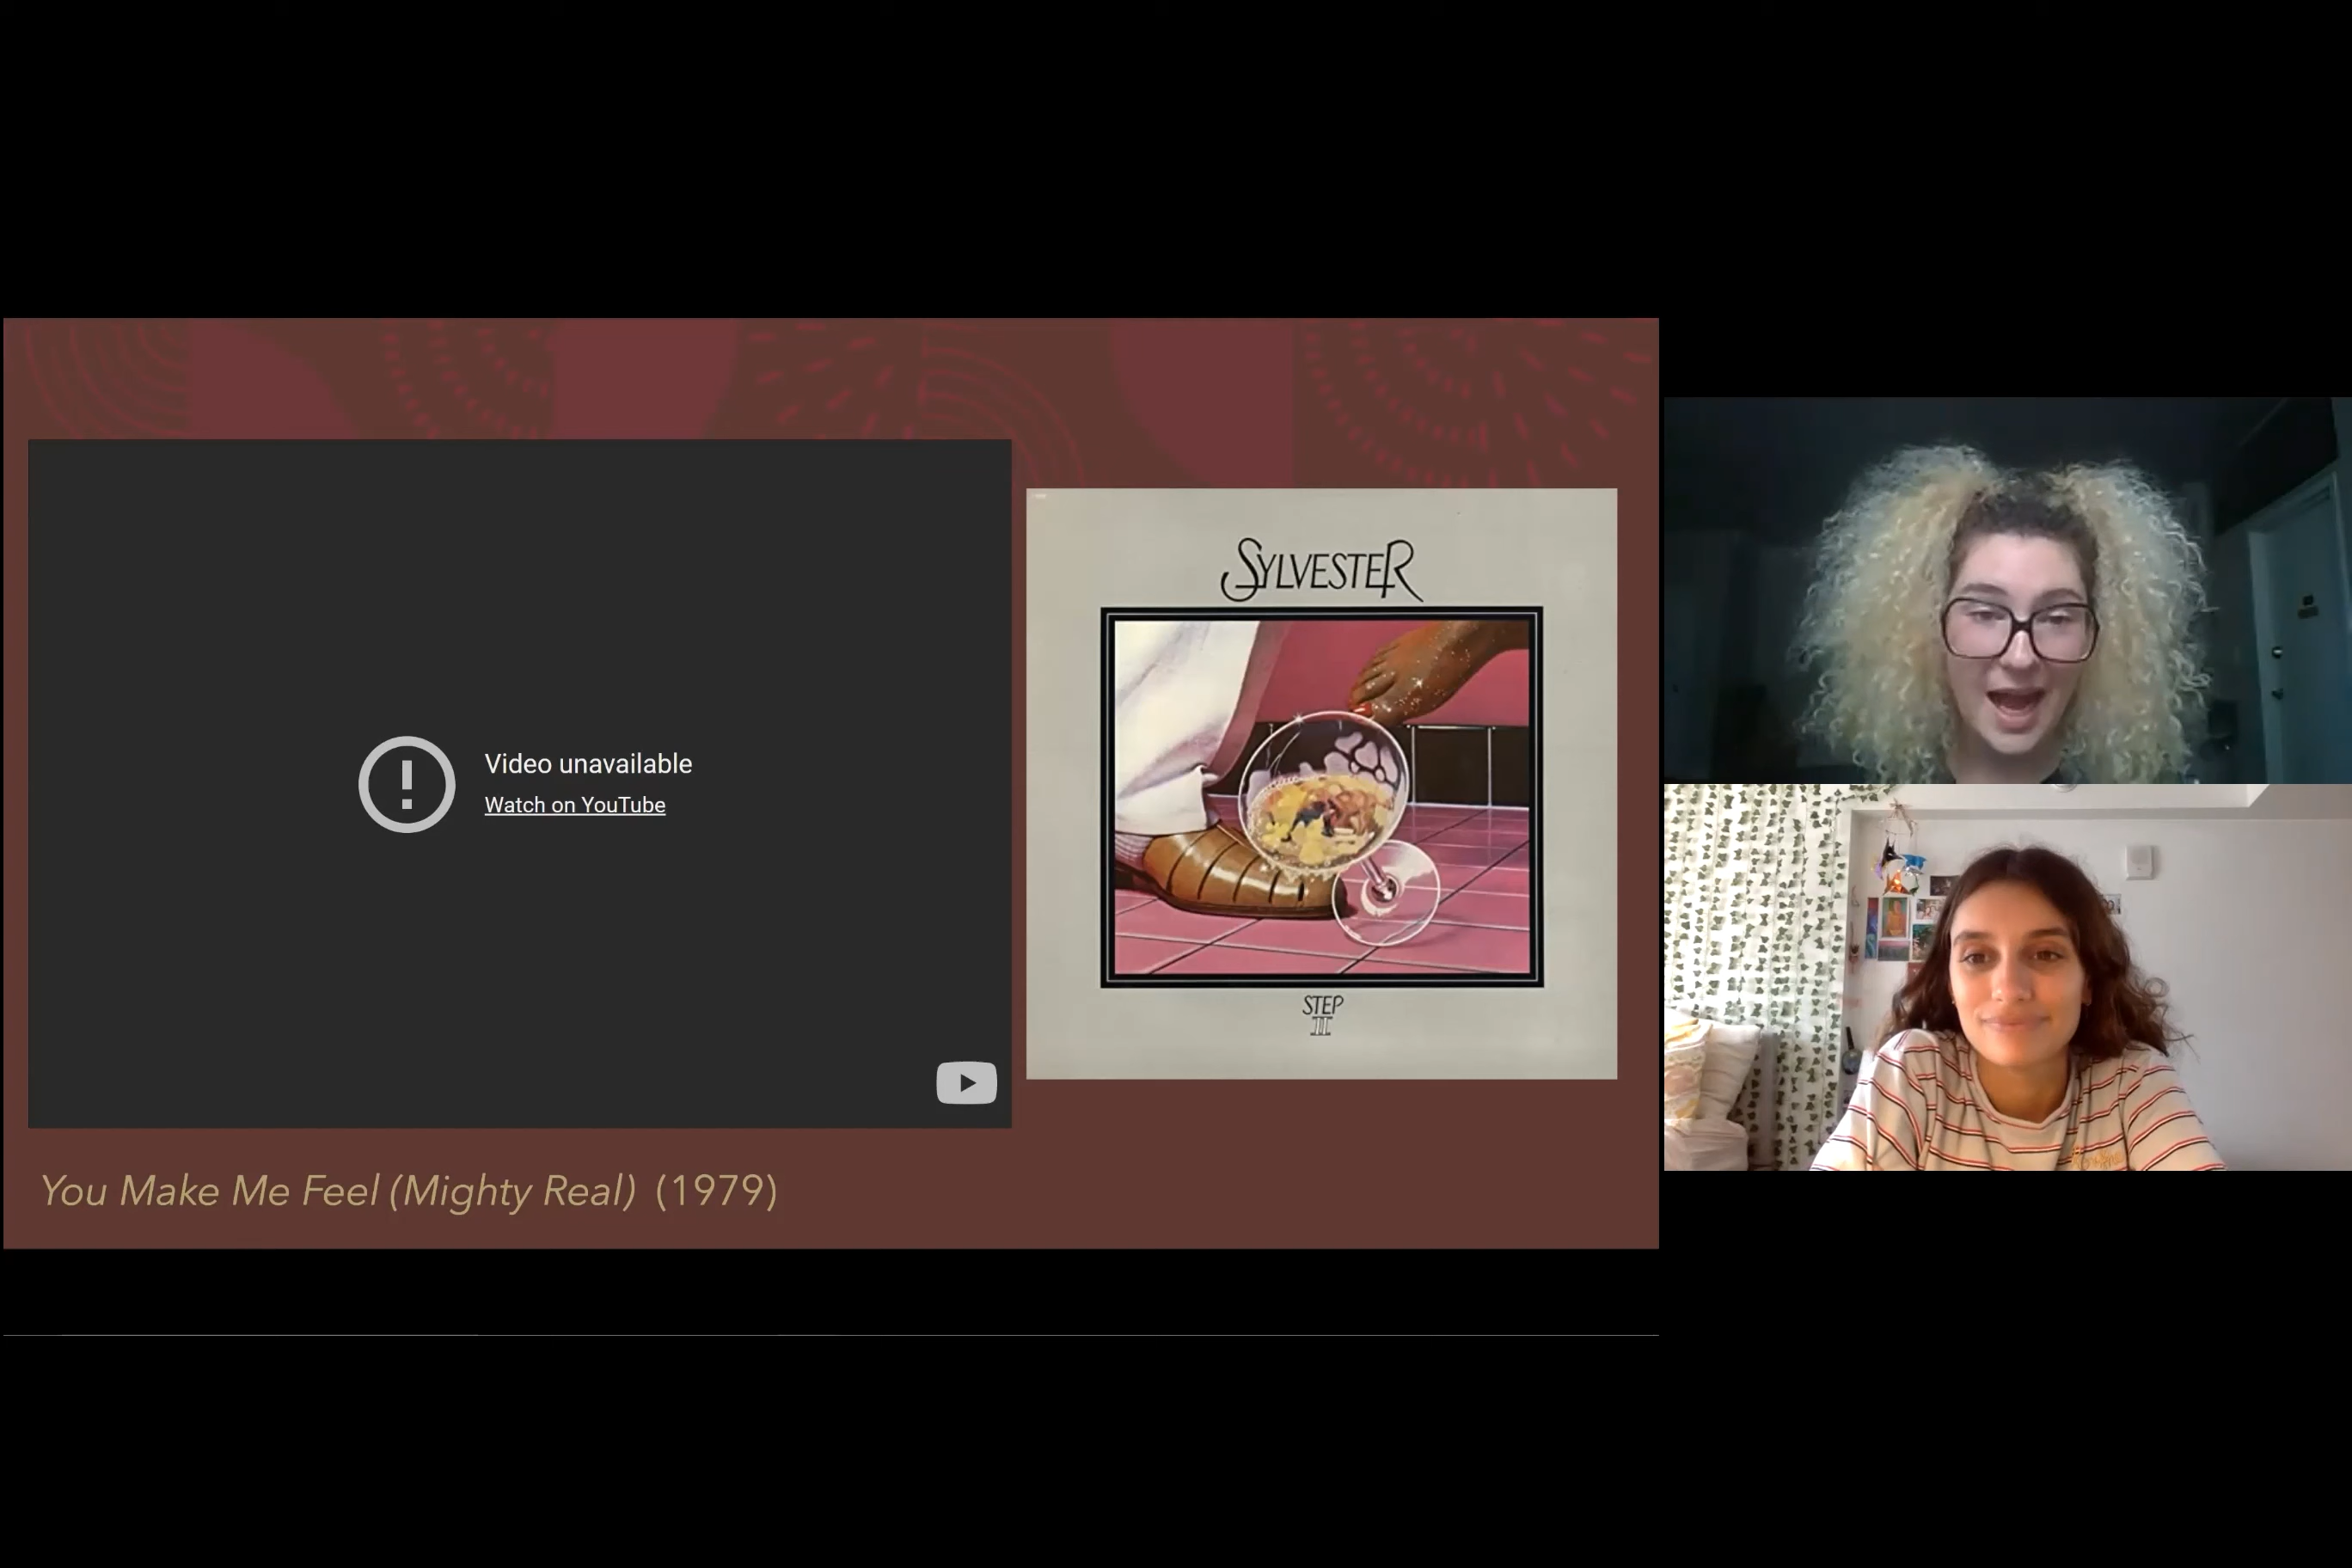 Video unavailable
Watch on YouTube
SYLVESTER
STEP
II
You Make Me Feel (Mighty Real) (1979)